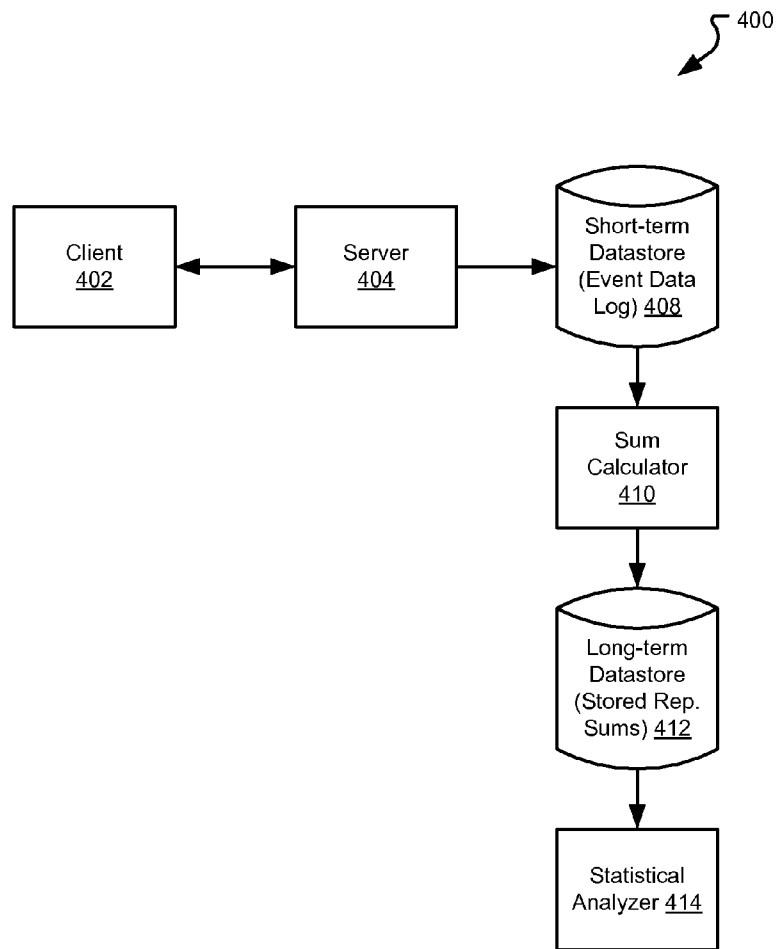 400
Client
402
Server
404
Short-term
Datastore
(Event Data
Log) 408
Sum
Calculator
410
Long-term
Datastore
(Stored Rep.
Sums) 412
Statistical
Analyzer 414